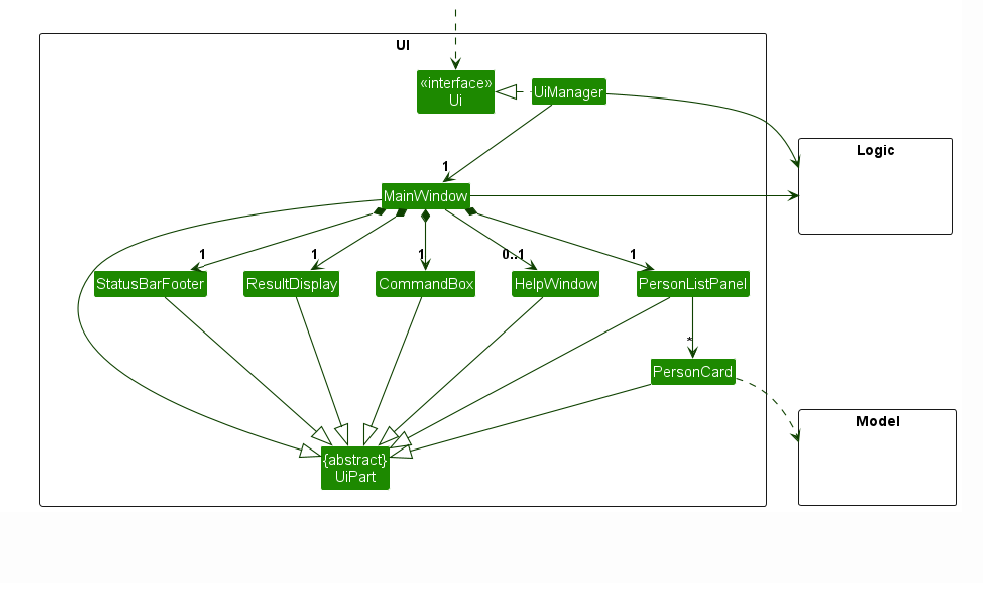 UI
«interface»
Ui
UiManager
Logic
1
MainWindow
1
1
1
0..1
1
StatusBarFooter
ResultDisplay
CommandBox
HelpWindow
PersonListPanel
*
PersonCard
Model
{abstract}
UiPart